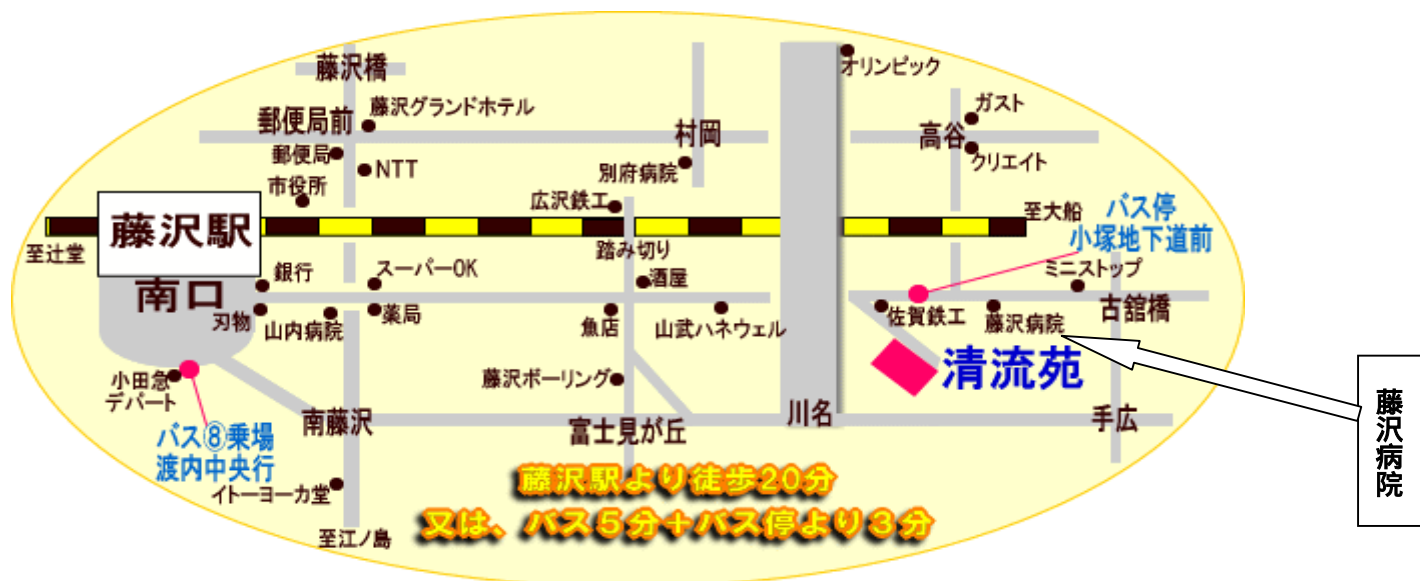 オリンピック
藤沢橋
藤沢グランドホテル
ガスト
郵便局前
村岡
高谷
郵便局
NTT
別府病院
クリエイト
市役所
広沢鉄工
至大船
バス停
小塚地下道前
藤沢駅
至辻堂
踏み切り
ミニストップ
銀行
スーパーOK
酒屋
南口
刃物
山内病院
薬局
魚店
山武ハネウェル
佐賀鉄工
藤沢病院
古舘橋
清流苑
小田急
デパート
藤沢ボーリング
南藤沢
富士見が丘
川名
手広
藤沢病院
バス⑧乗場
渡内中央行
イトーヨーカ堂
至江ノ島
藤沢駅より徒歩20分
又は、バス5分+バス停より3分